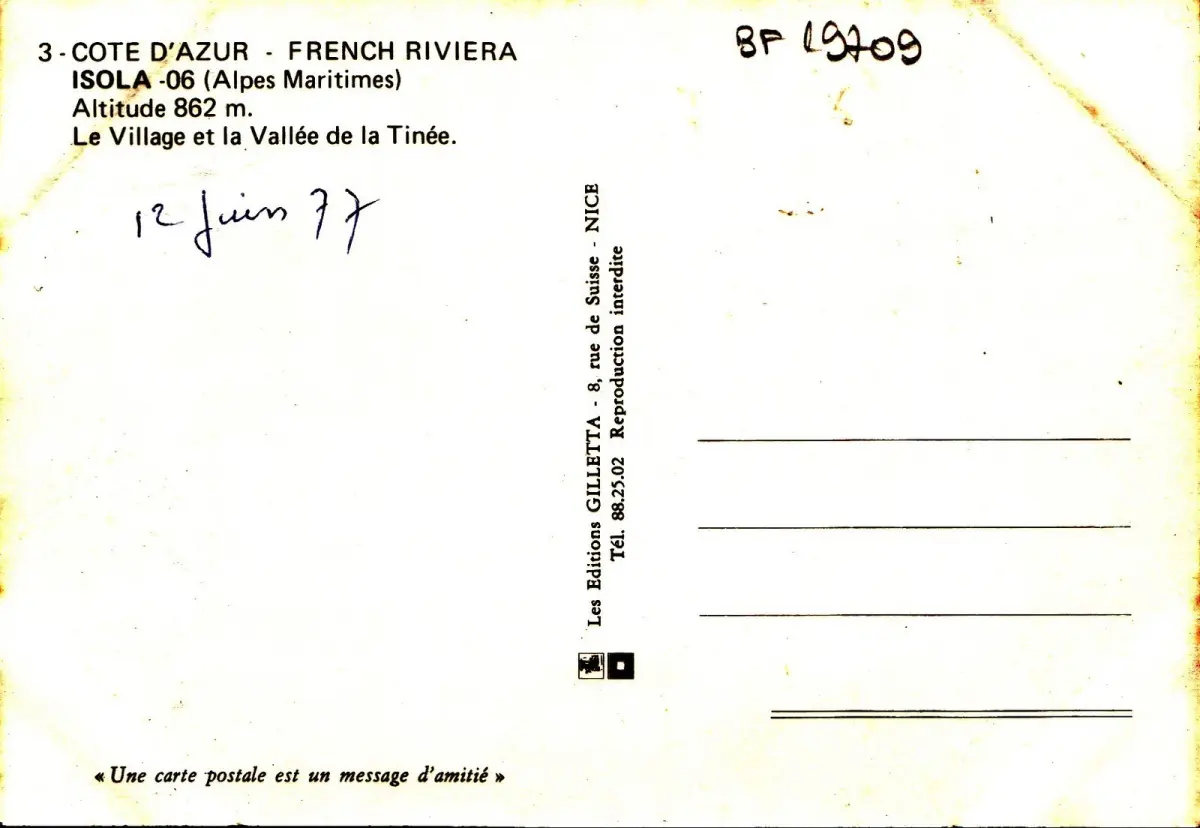 3 - COTE D'AZUR - FRENCH RIVIERA
ISOLA -06 (Alpes Maritimes)
Altitude 862 m.
Le Village et la Vallée de la Tinée.
12 Juin 77
BF 19709
Les Editions GILLETTA - 8, rue de Suisse - NICE
Tél. 88.25.02 Reproduction interdite
« Une carte postale est un message d'amitié »